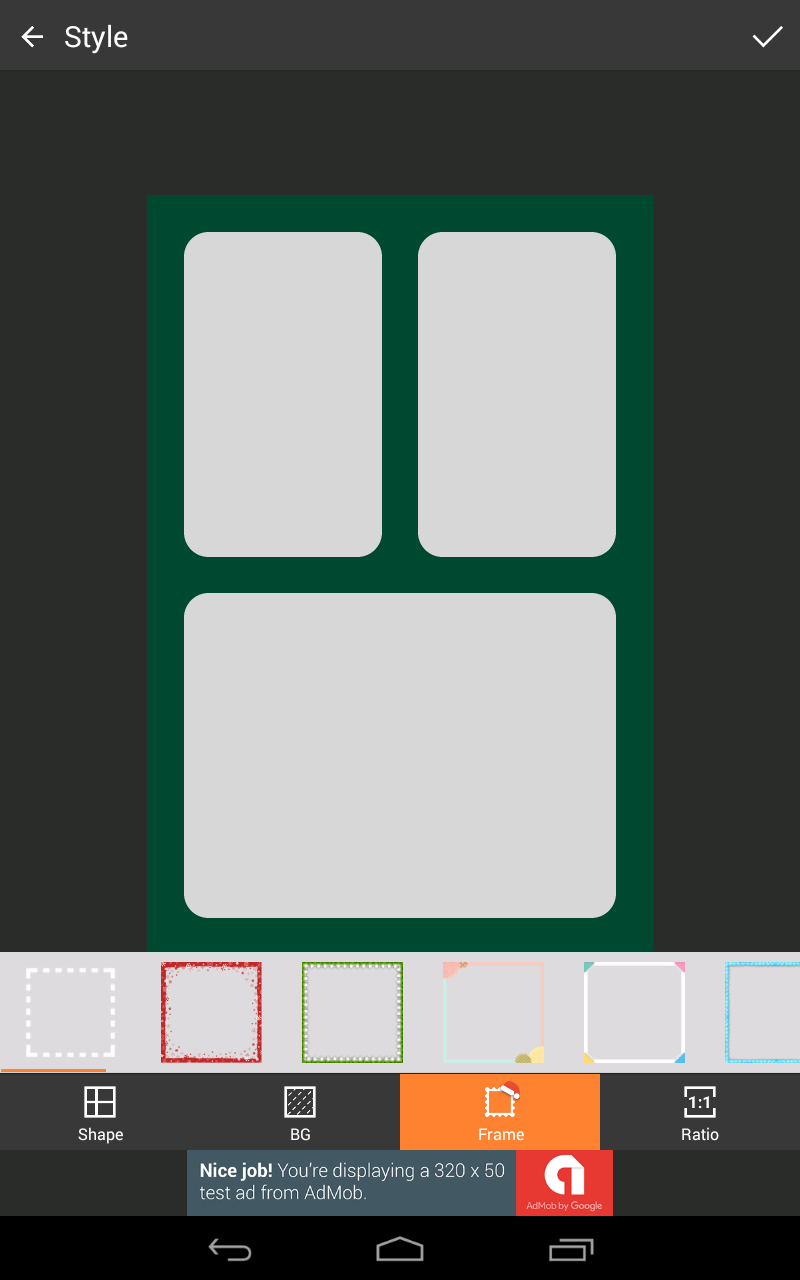 Style
Shape
BG
Frame
1:1
Ratio
Nice job! You're displaying a 320 x 50
test ad from AdMob.
AdMob by Google